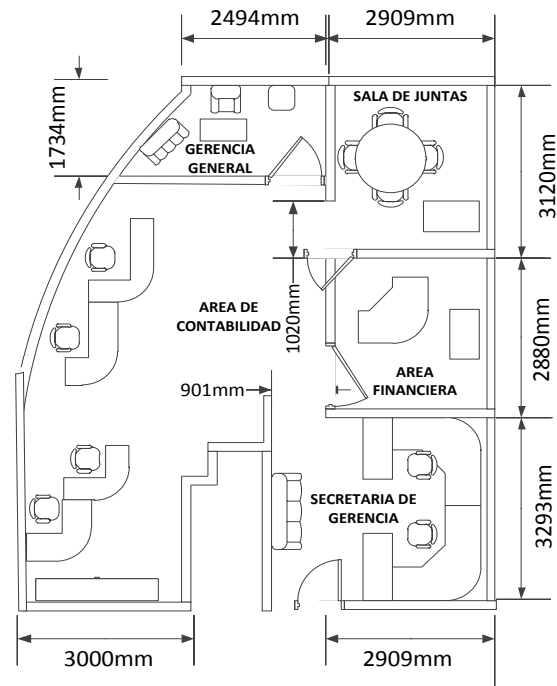 2494mm
2909mm
1734mm
SALA DE JUNTAS
GERENCIA
GENERAL
3120mm
1020mm
AREA DE
CONTABILIDAD
2880mm
901mm
AREA
FINANCIERA
SECRETARIA DE
GERENCIA
3293mm
3000mm
2909mm